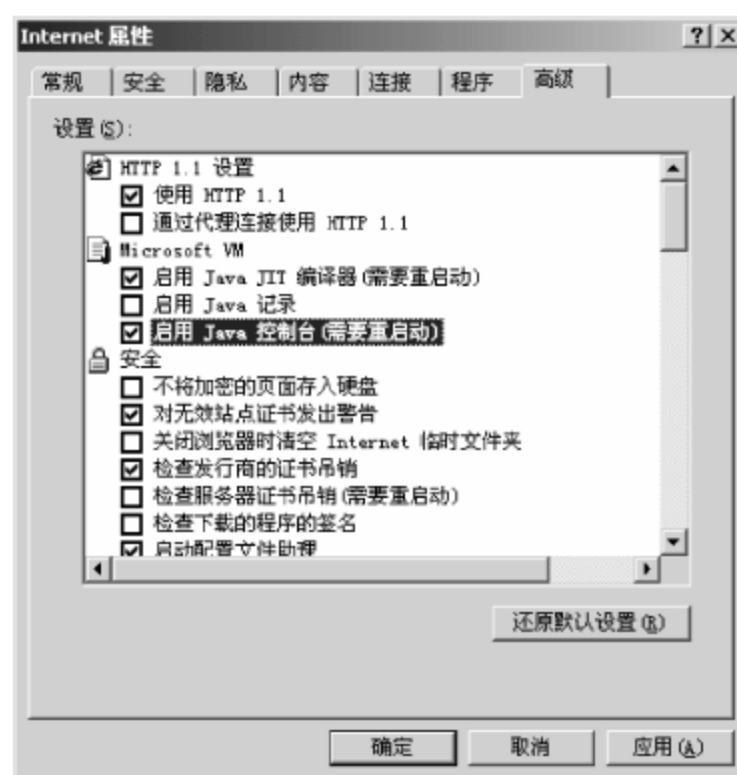 Internet 属性
常规 安全 隐私 内容 连接 程序 高级
设置(S):
HTTP 1.1 设置
使用 HTTP 1.1
通过代理连接使用 HTTP 1.1
Microsoft VM
启用 Java JIT 编译器(需要重启动)
启用 Java 记录
启用 Java 控制台(需要重启动)
安全
不将加密的页面存入硬盘
对无效站点证书发出警告
关闭浏览器时清空 Internet 临时文件夹
检查发行商的证书吊销
检查服务器证书吊销(需要重启动)
检查下载的程序的签名
启动配置文件助理
还原默认设置(R)
确定 取消 应用(A)